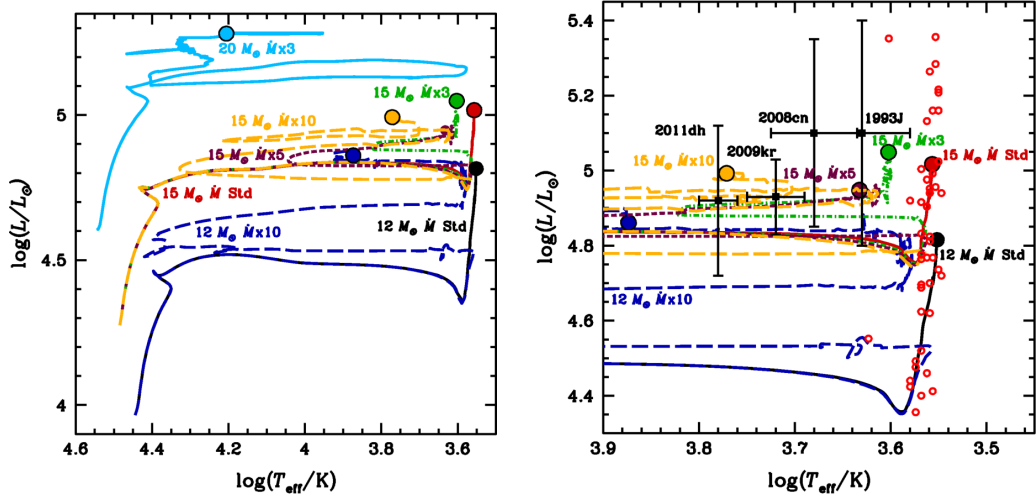 20 M⊙ ṀX3
15 M⊙ ṀX3
15 M⊙ ṀX10
15 M⊙ ṀX5
15 M⊙ Ṁ Std
12 M⊙ Ṁ Std
12 M⊙ ṀX10
log(L/L⊙)
5
4.5
4
4.6 4.4 4.2 4 3.8 3.6
log(Teff/K)
5.4
5.2
5
4.8
4.6
4.4
log(L/L⊙)
2011dh
2009kr
2008cn
1993J
15 M⊙ ṀX3
15 M⊙ ṀX10
15 M⊙ ṀX5
15 M⊙ Ṁ Std
12 M⊙ Ṁ Std
12 M⊙ ṀX10
3.9 3.8 3.7 3.6 3.5
log(Teff/K)